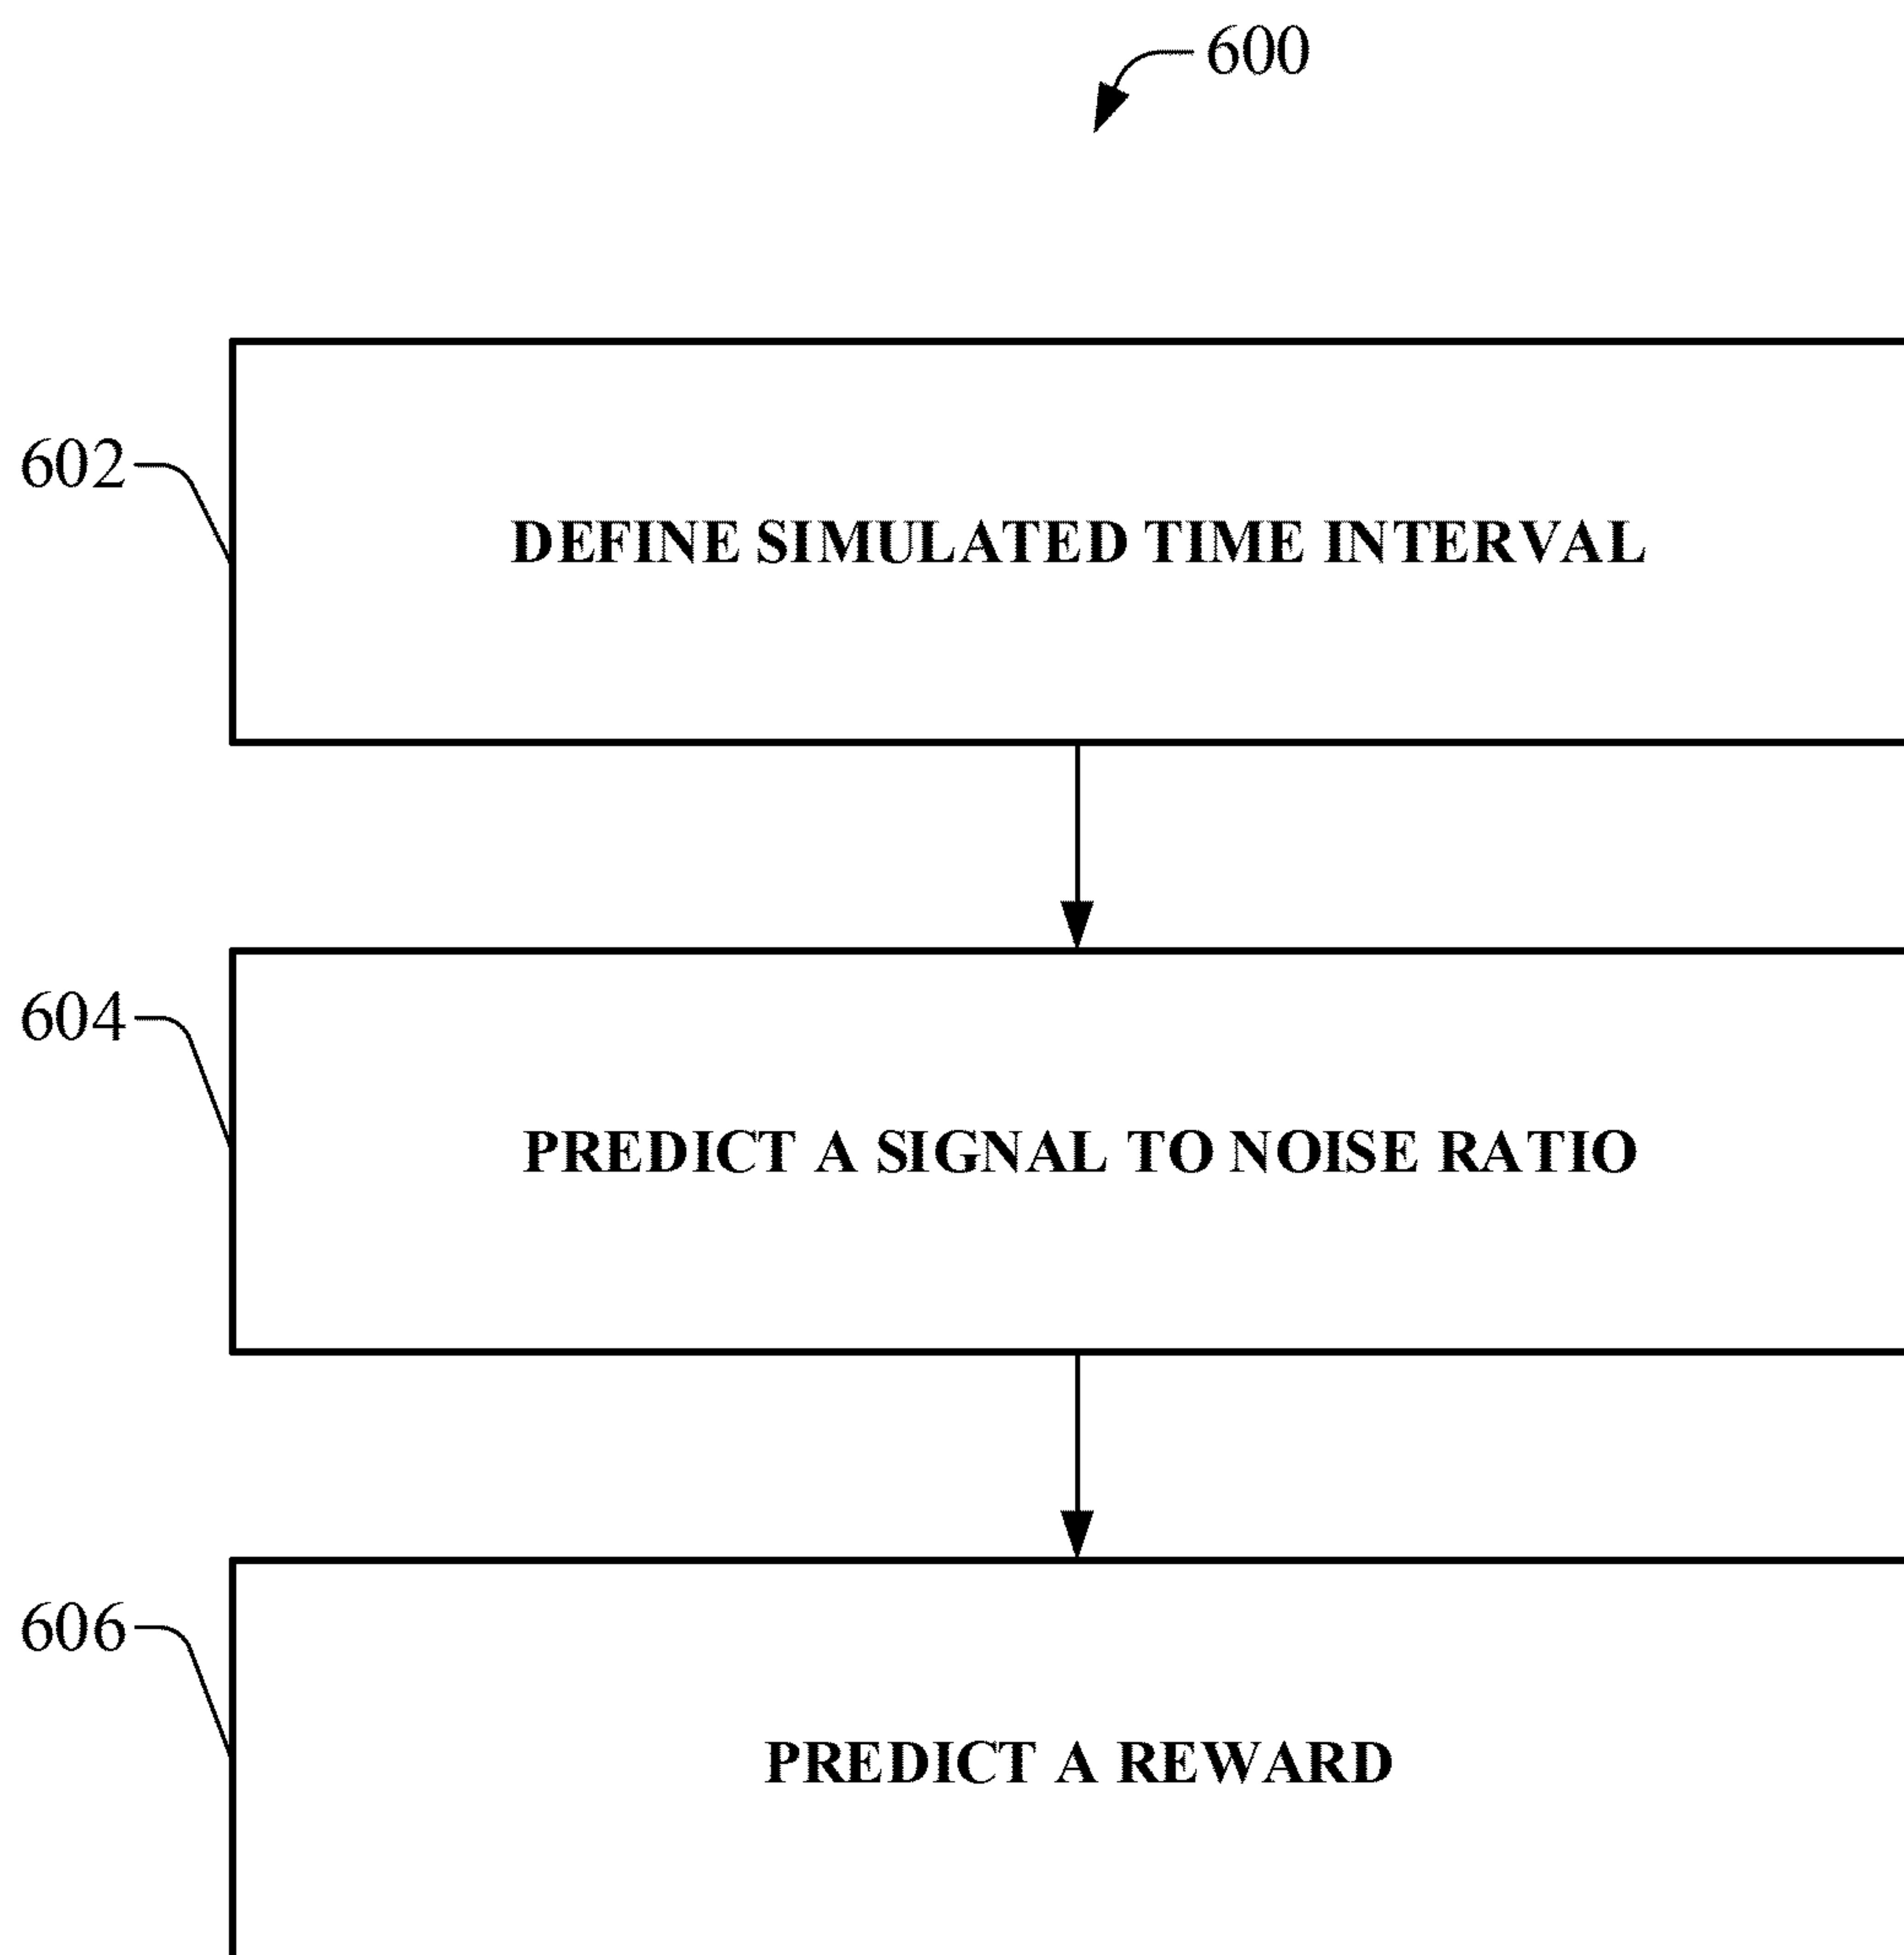 600
602
DEFINE SIMULATED TIME INTERVAL
604
PREDICT A SIGNAL TO NOISE RATIO
606
PREDICT A REWARD